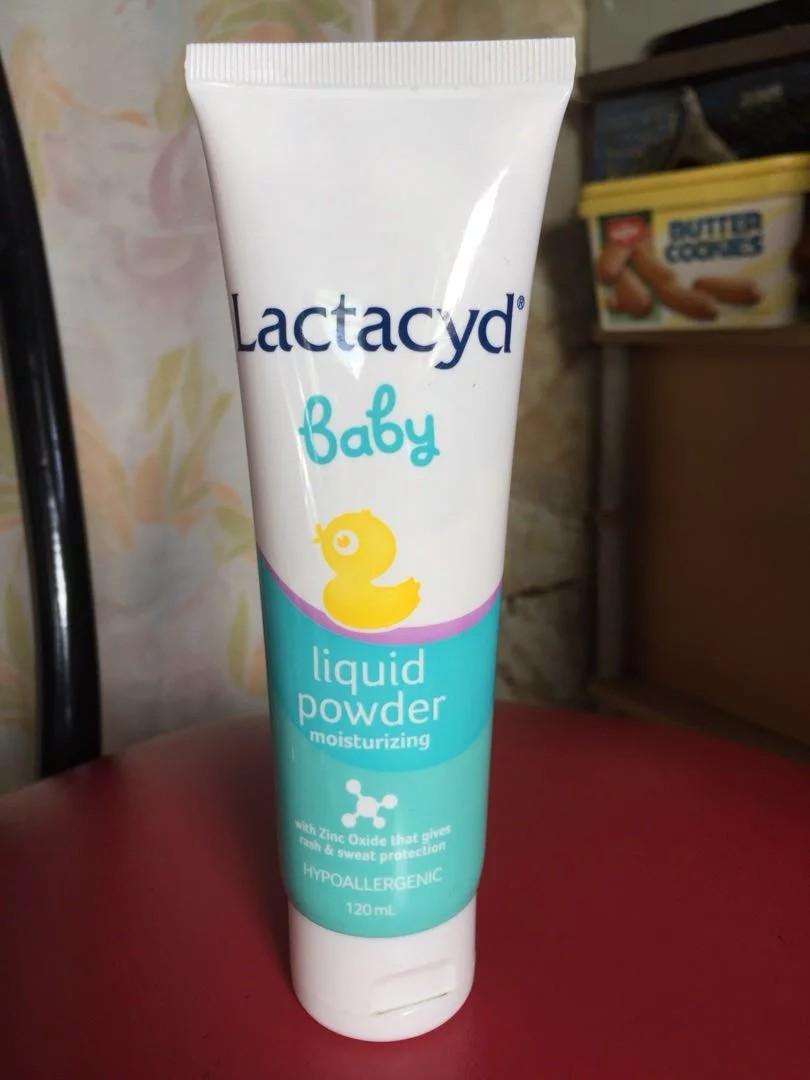 Lactacyd®
Baby
liquid
powder
moisturizing
with Zinc Oxide that gives
rash & sweat protection
HYPOALLERGENIC
120 mL
BUTTER
COOKIES